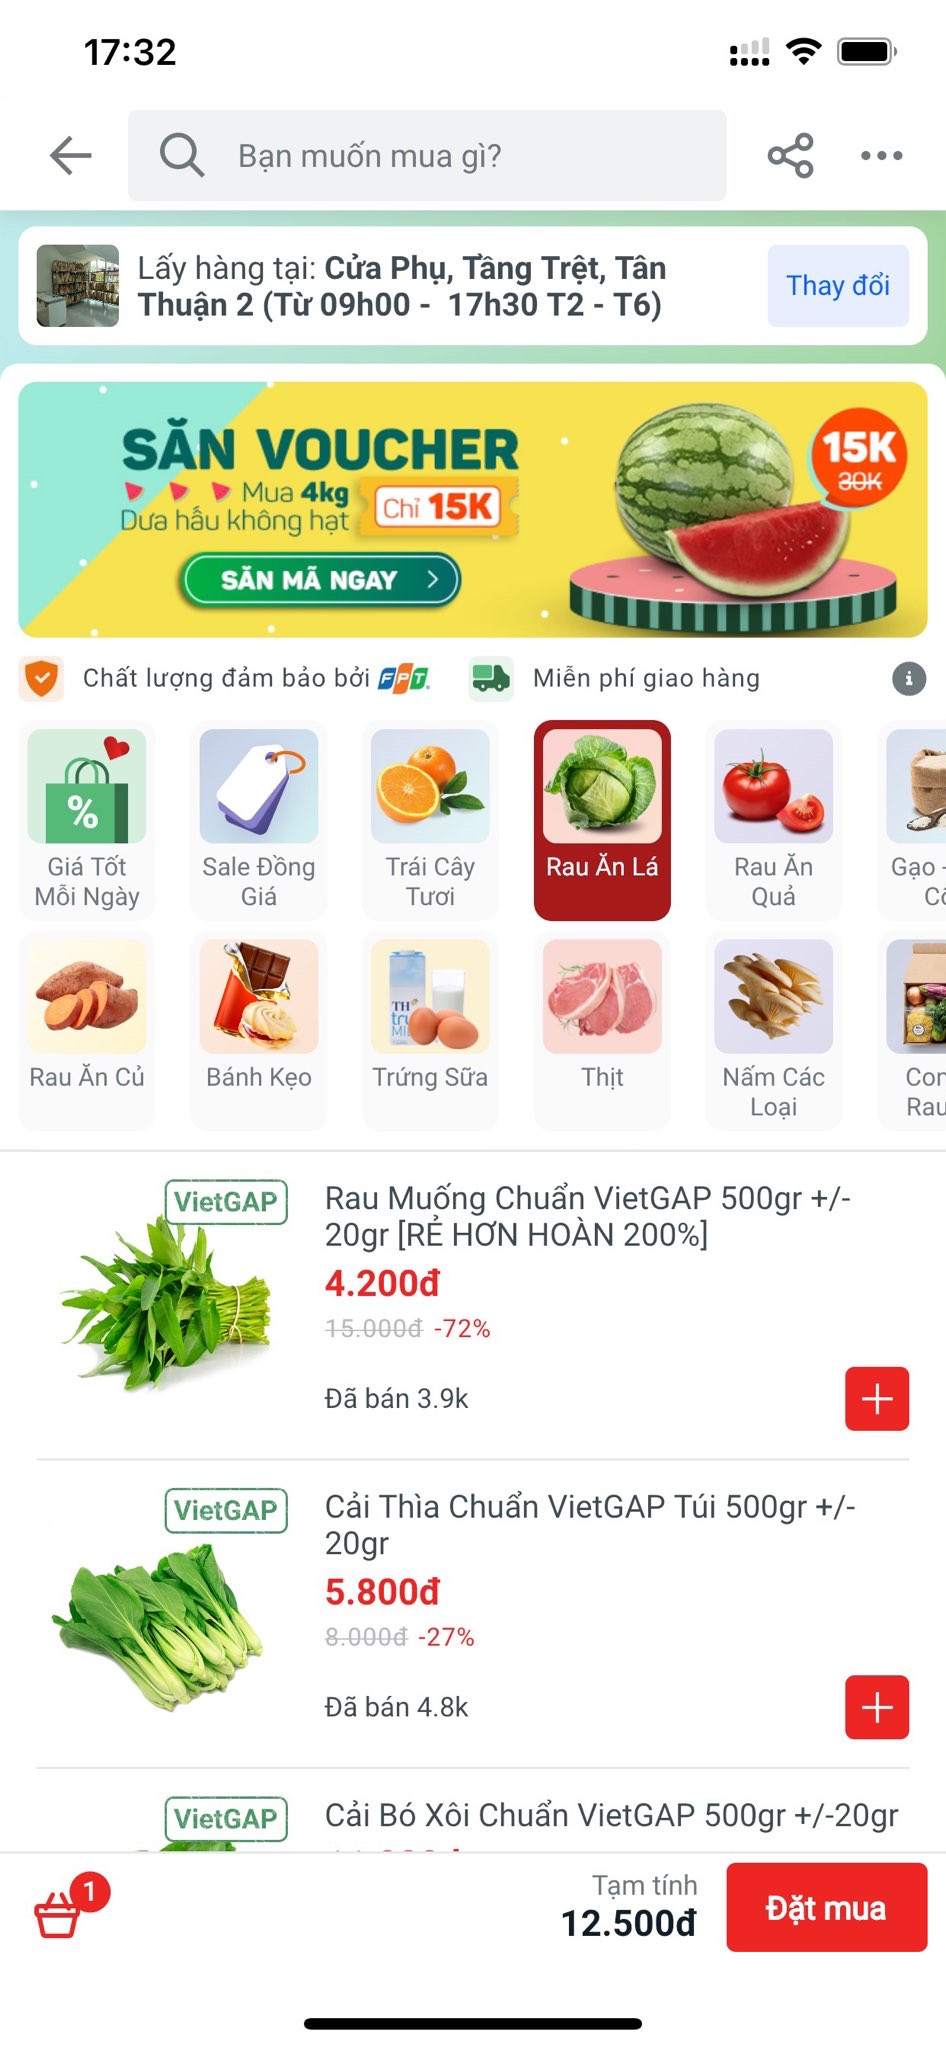 17:32
Bạn muốn mua gì?
Lấy hàng tại: Cửa Phụ, Tầng Trệt, Tân
Thuận 2 (Từ 09h00 - 17h30 T2 - T6)
Thay đổi
SĂN VOUCHER
Mua 4kg
Dưa hấu không hạt
Chỉ 15K
SĂN MÃ NGAY
15K
30K
Chất lượng đảm bảo bởi FPT
Miễn phí giao hàng
%
Giá Tốt
Mỗi Ngày
Sale Đồng
Giá
Trái Cây
Tươi
Rau Ăn Lá
Rau Ăn
Quả
Gạo -
Rau Ăn Củ
Bánh Kẹo
TH
Trứng Sữa
Thịt
Nấm Các
Loại
Rau
VietGAP
Rau Muống Chuẩn VietGAP 500gr +/-
20gr [RẺ HƠN HOÀN 200%]
4.200đ
15.000đ -72%
Đã bán 3.9k
VietGAP
Cải Thìa Chuẩn VietGAP Túi 500gr +/-
20gr
5.800đ
8.000đ -27%
Đã bán 4.8k
VietGAP
Cải Bó Xôi Chuẩn VietGAP 500gr +/-20gr
1
Tạm tính
12.500đ
Đặt mua